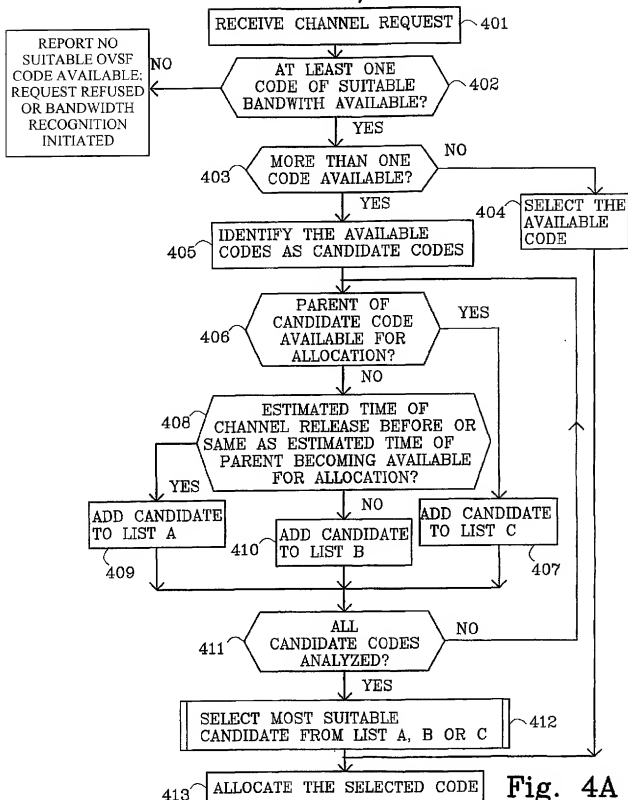 RECEIVE CHANNEL REQUEST
401
REPORT NO
SUITABLE OVSF
CODE AVAILABLE;
REQUEST REFUSED
OR BANDWIDTH
RECOGNITION
INITIATED
NO
AT LEAST ONE
CODE OF SUITABLE
BANDWITH AVAILABLE?
402
YES
403
MORE THAN ONE
CODE AVAILABLE?
NO
YES
404
SELECT THE
AVAILABLE
CODE
405
IDENTIFY THE AVAILABLE
CODES AS CANDIDATE CODES
406
PARENT OF
CANDIDATE CODE
AVAILABLE FOR
ALLOCATION?
YES
NO
408
ESTIMATED TIME OF
CHANNEL RELEASE BEFORE OR
SAME AS ESTIMATED TIME OF
PARENT BECOMING AVAILABLE
FOR ALLOCATION?
YES
NO
ADD CANDIDATE
TO LIST A
409
410
ADD CANDIDATE
TO LIST B
ADD CANDIDATE
TO LIST C
407
411
ALL
CANDIDATE CODES
ANALYZED?
NO
YES
SELECT MOST SUITABLE
CANDIDATE FROM LIST A, B OR C
412
413
ALLOCATE THE SELECTED CODE
Fig. 4A